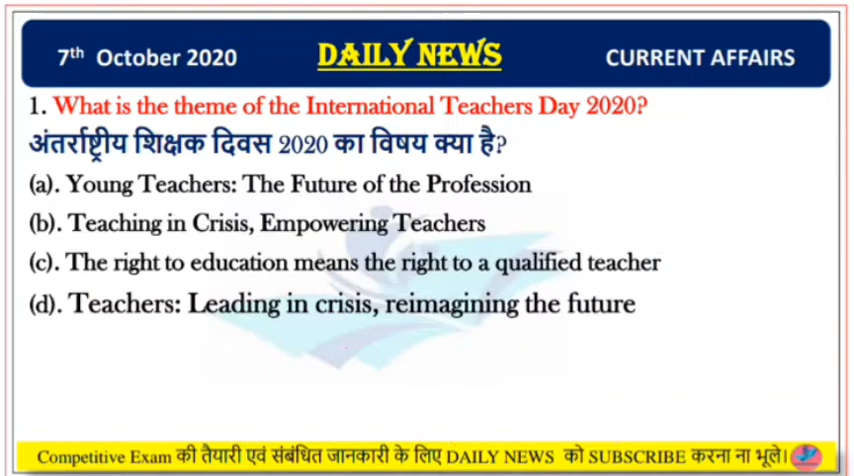 7th October 2020 DAILY NEWS CURRENT AFFAIRS
1. What is the theme of the International Teachers Day 2020?
अंतर्राष्ट्रीय शिक्षक दिवस 2020 का विषय क्या है?
(a). Young Teachers: The Future of the Profession
(b). Teaching in Crisis, Empowering Teachers
(c). The right to education means the right to a qualified teacher
(d). Teachers: Leading in crisis, reimagining the future
Competitive Exam की तैयारी एवं संबंधित जानकारी के लिए DAILY NEWS को SUBSCRIBE करना ना भूले।